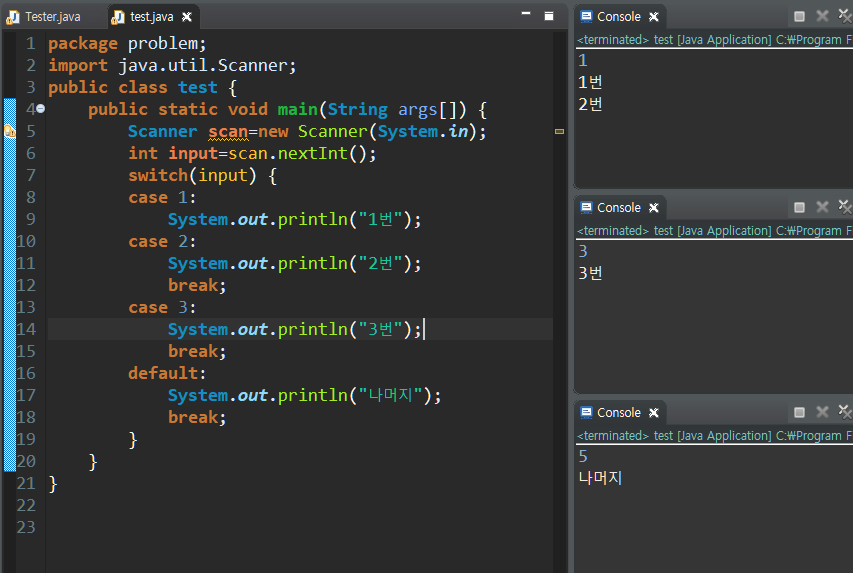 Tester.java test.java
1 package problem;
2 import java.util.Scanner;
3 public class test {
4 public static void main(String args[]) {
5 Scanner scan=new Scanner(System.in);
6 int input=scan.nextInt();
7 switch(input) {
8 case 1:
9 System.out.println("1번");
10 case 2:
11 System.out.println("2번");
12 break;
13 case 3:
14 System.out.println("3번");
15 break;
16 default:
17 System.out.println("나머지");
18 break;
19 }
20 }
21 }
22
23
Console
<terminated> test [Java Application] C:₩Program F
1
1번
2번
Console
<terminated> test [Java Application] C:₩Program F
3
3번
Console
<terminated> test [Java Application] C:₩Program F
5
나머지